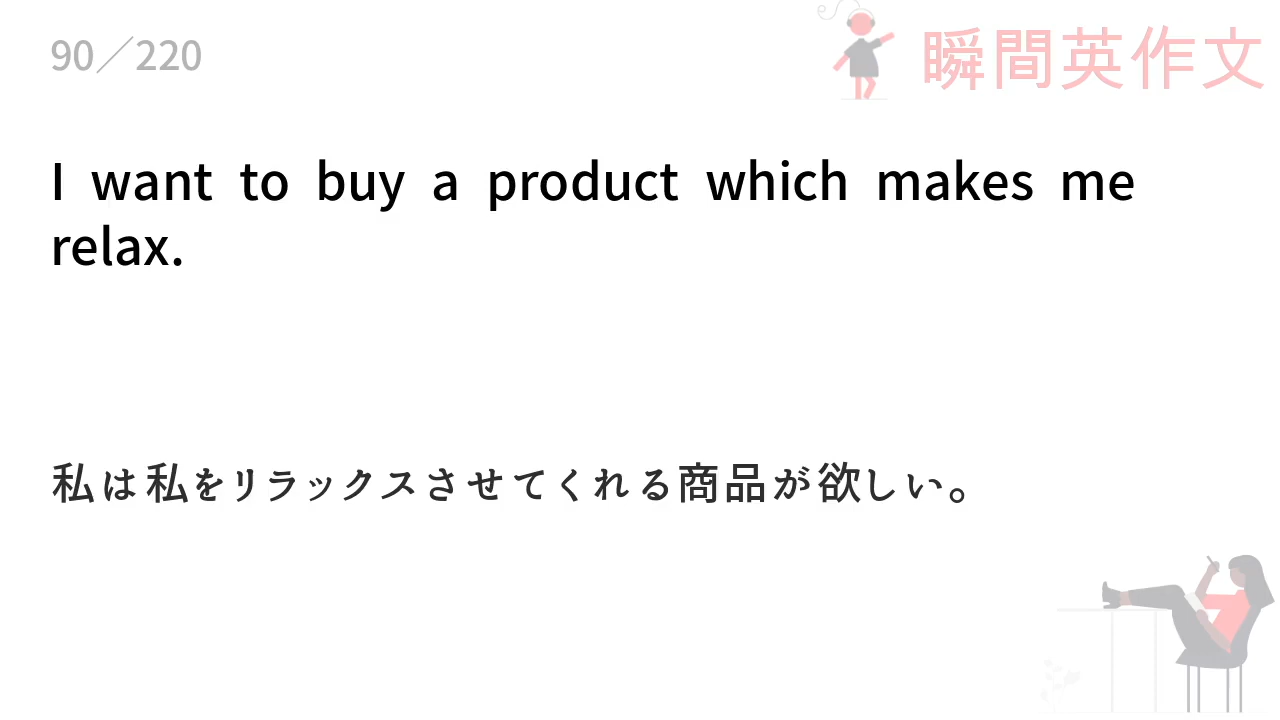 90／220
瞬間英作文
I want to buy a product which makes me
relax.
私は私をリラックスさせてくれる商品が欲しい。